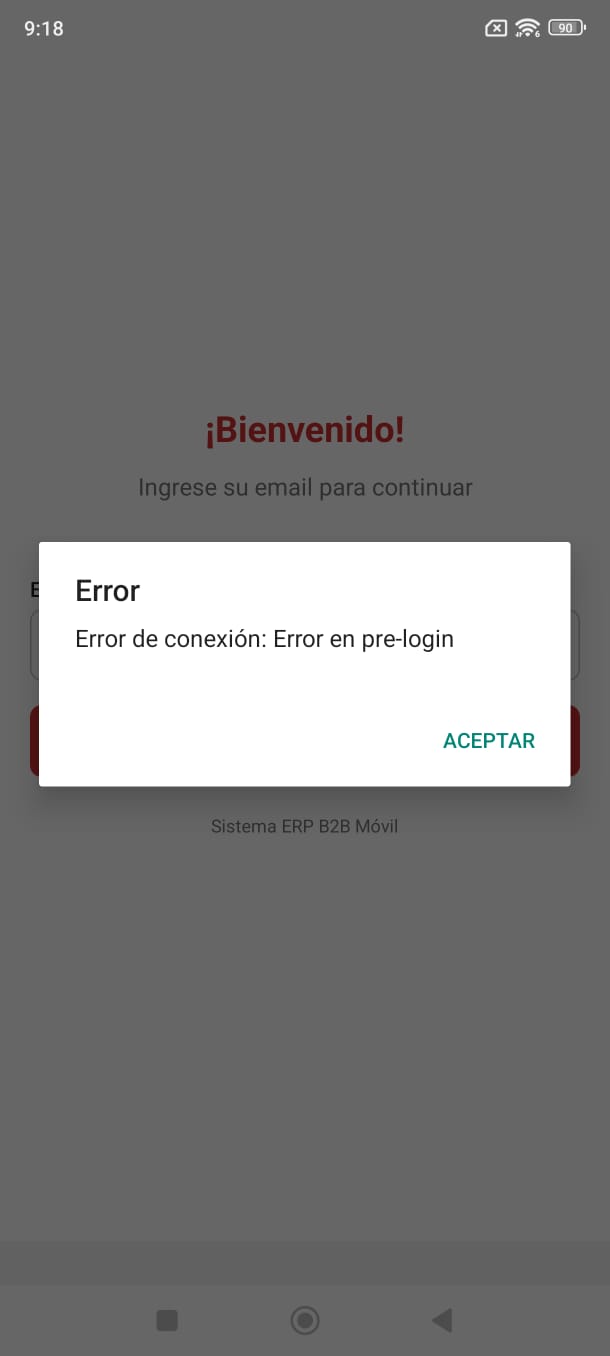 9:18
6
90
¡Bienvenido!
Ingrese su email para continuar
E
Error
Error de conexión: Error en pre-login
ACEPTAR
Sistema ERP B2B Móvil